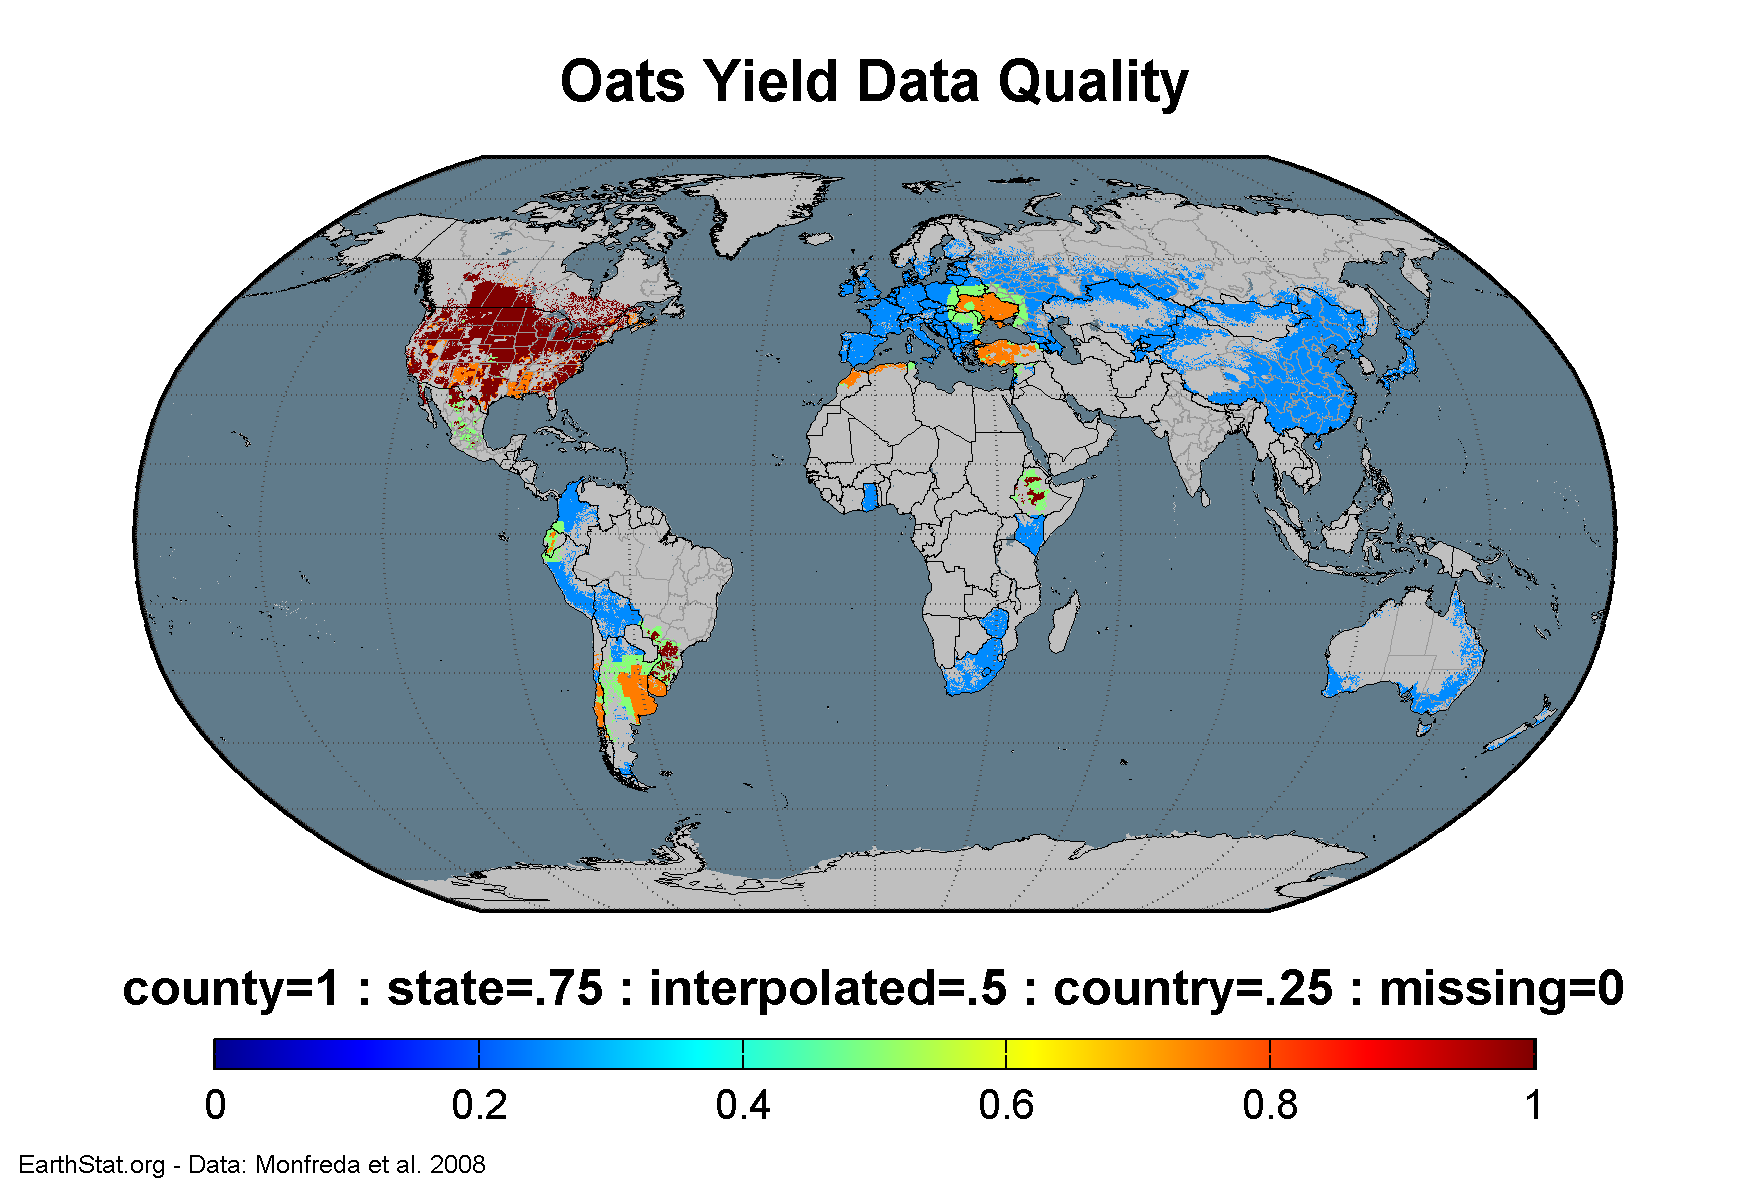 Oats Yield Data Quality
county=1 : state=.75 : interpolated=.5 : country=.25 : missing=0
0 0.2 0.4 0.6 0.8 1
EarthStat.org - Data: Monfreda et al. 2008